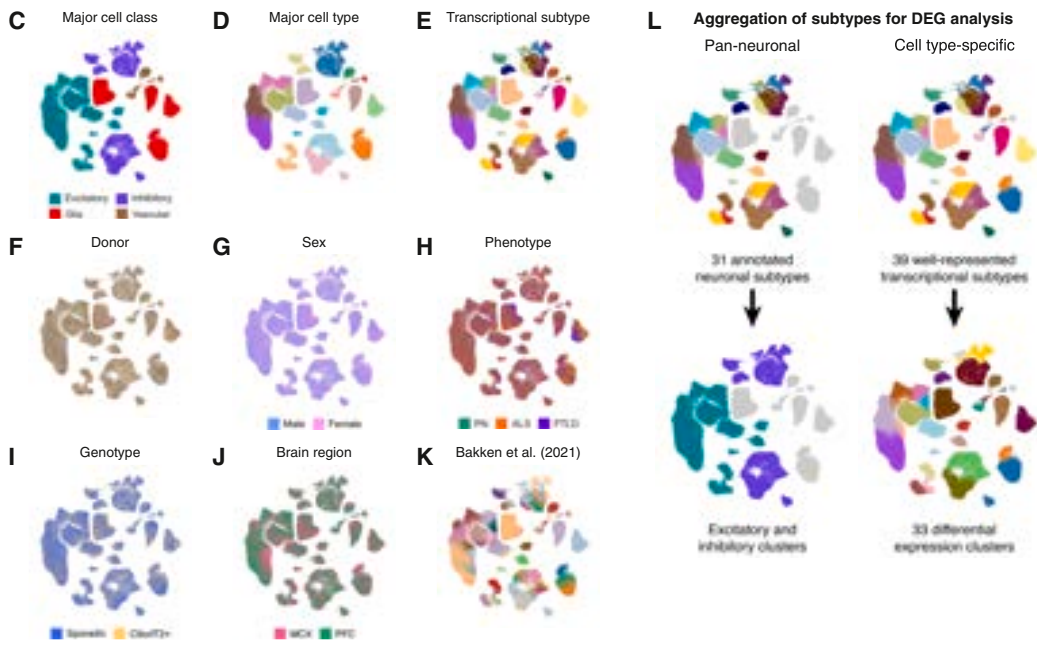 C Major cell class
D Major cell type
E Transcriptional subtype
L Aggregation of subtypes for DEG analysis
Pan-neuronal
Cell type-specific
Excitatory Inhibitory
Glia Vascular
31 annotated
neuronal subtypes
39 well-represented
transcriptional subtypes
F Donor
G Sex
H Phenotype
Male Female
PN ALS FTLD
I Genotype
J Brain region
K Bakken et al. (2021)
Excitatory and
inhibitory clusters
33 differential
expression clusters
Sporadic
MCX PFC